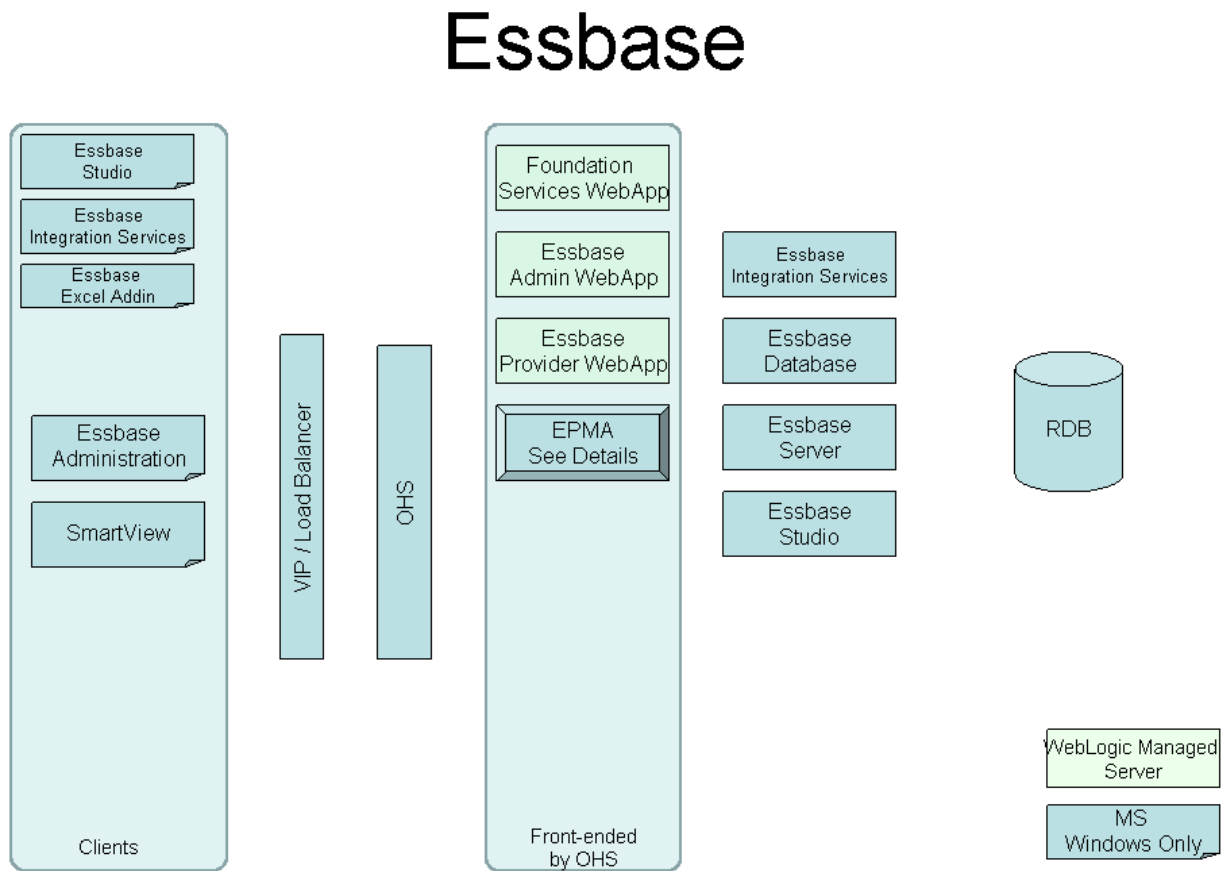 Essbase
Essbase
Studio
Essbase
Integration Services
Essbase
Excel Addin
Essbase
Administration
SmartView
Clients
VIP / Load Balancer
OHS
Foundation
Services WebApp
Essbase
Admin WebApp
Essbase
Provider WebApp
EPMA
See Details
Front-ended
by OHS
Essbase
Integration Services
Essbase
Database
Essbase
Server
Essbase
Studio
RDB
WebLogic Managed
Server
MS
Windows Only